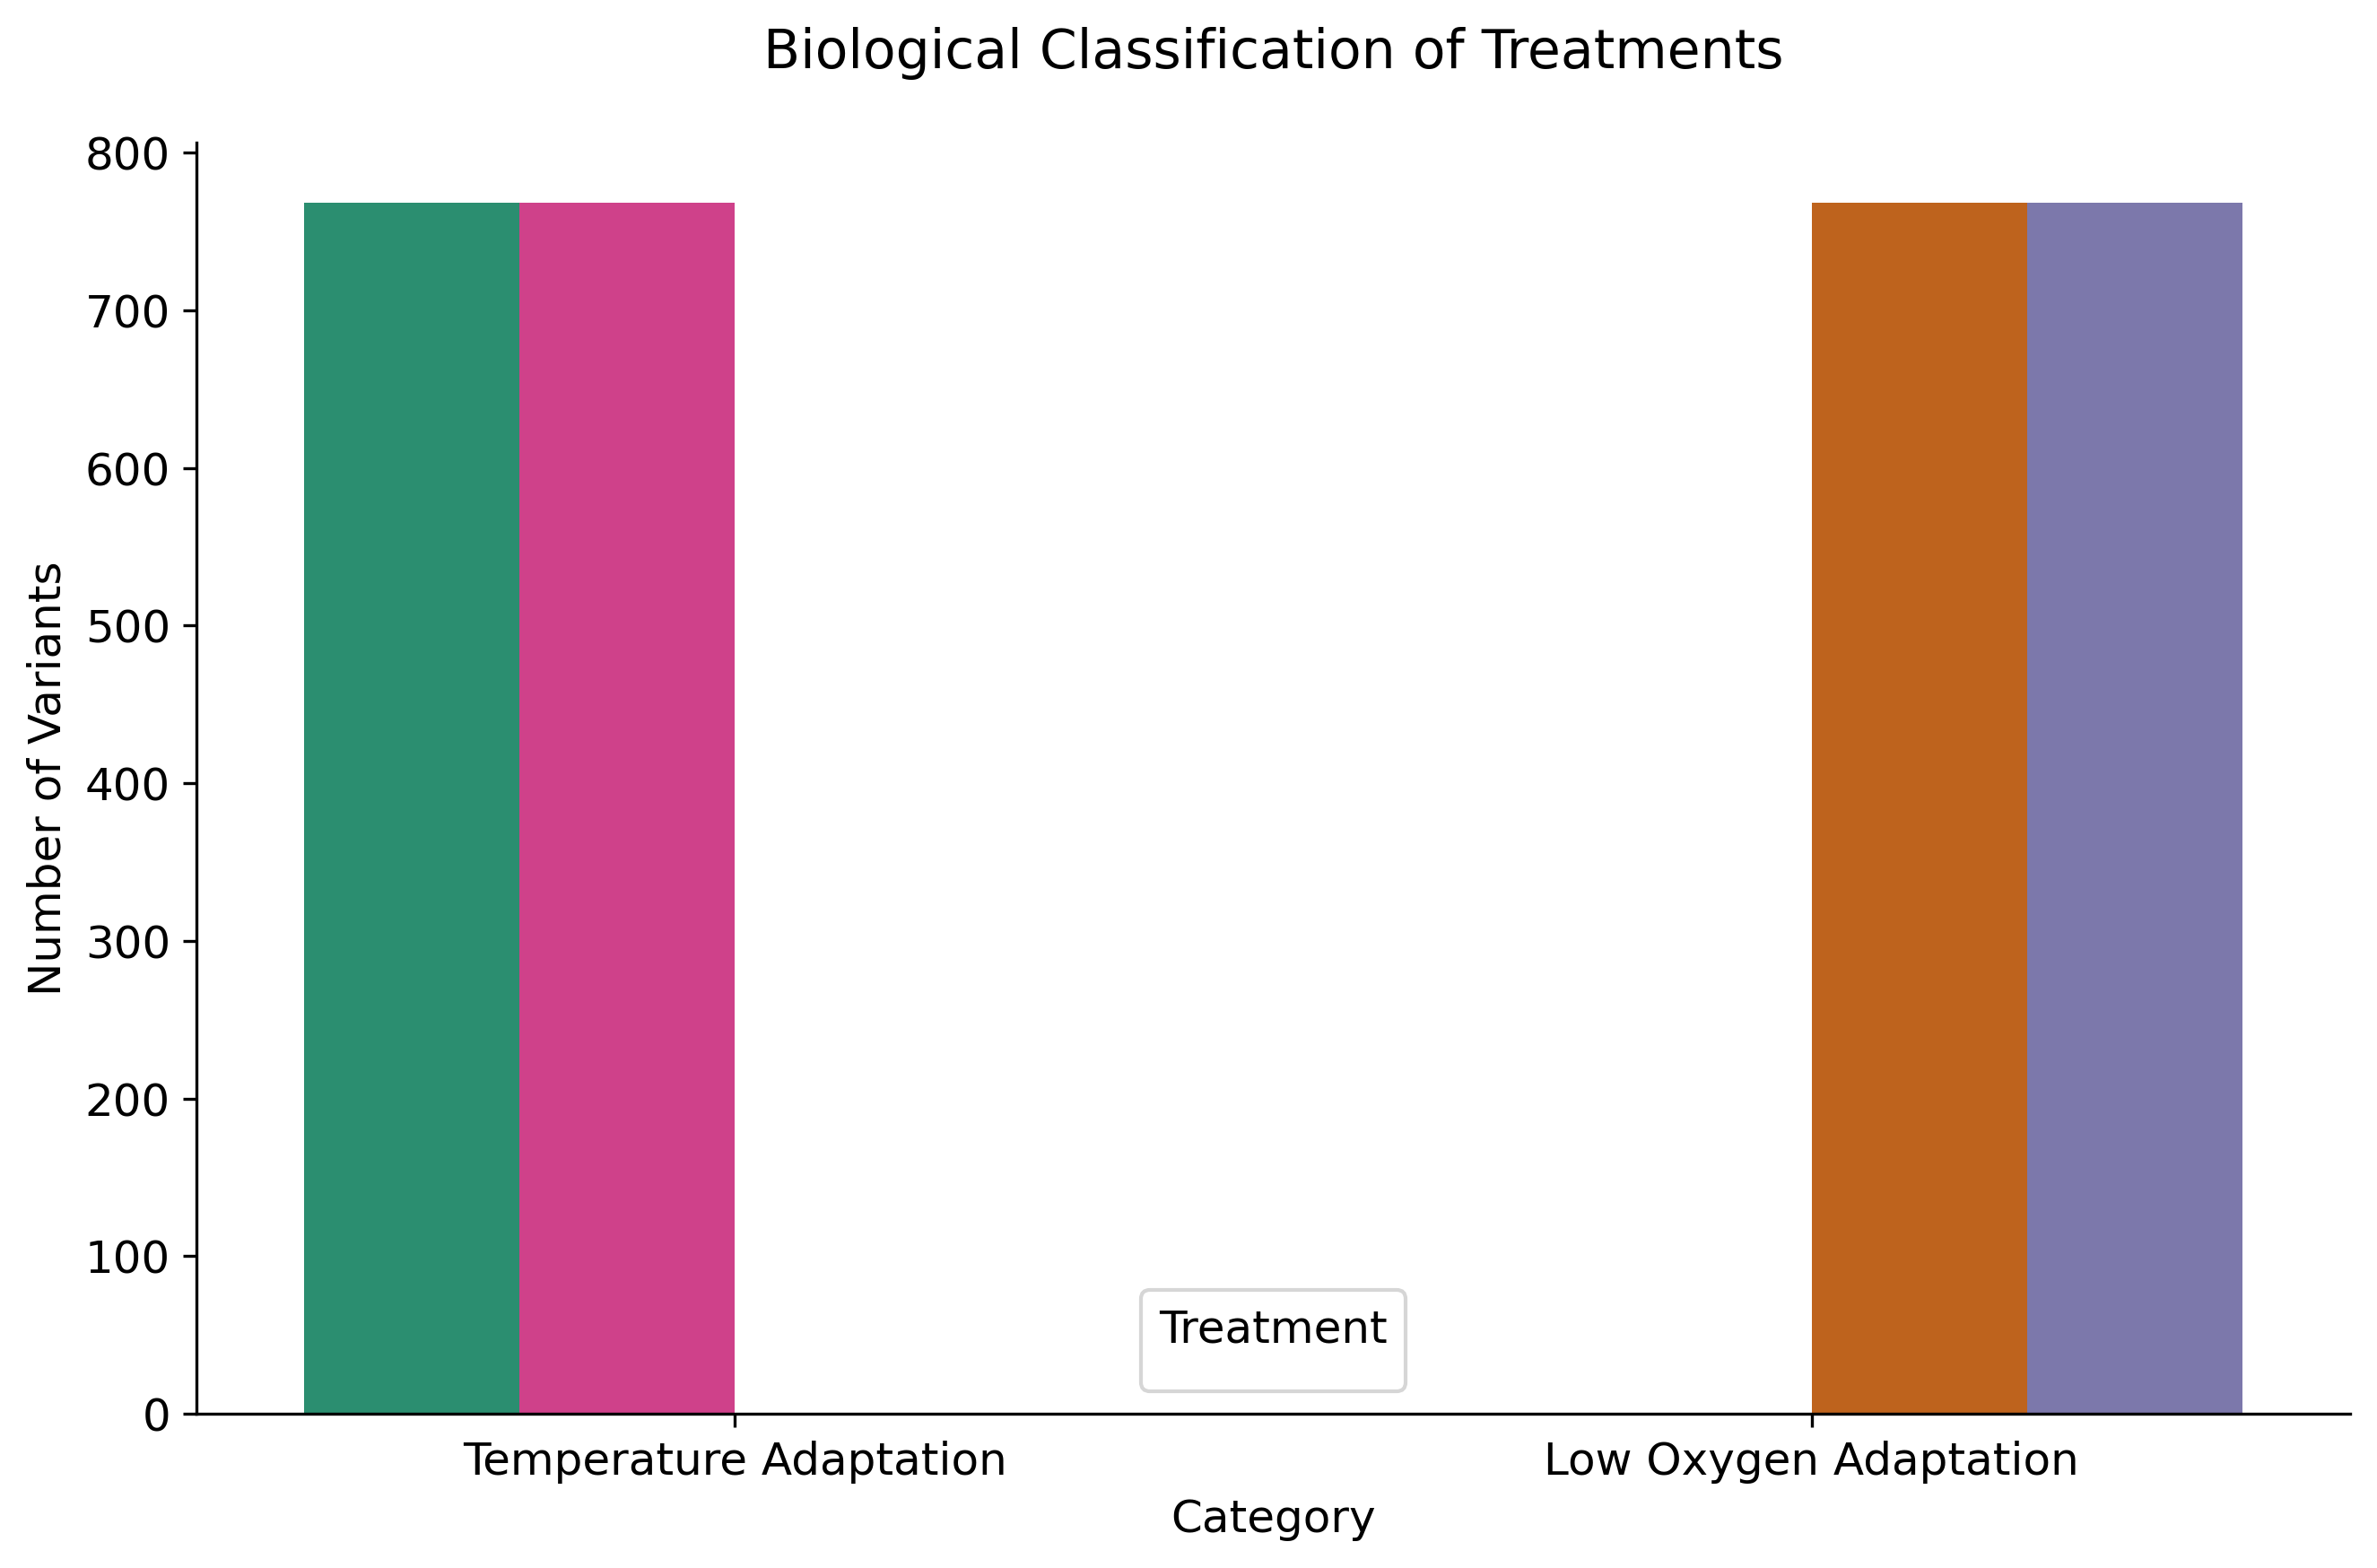 Biological Classification of Treatments
800
700
600
500
400
300
200
100
0
Number of Variants
Treatment
Temperature Adaptation
Low Oxygen Adaptation
Category